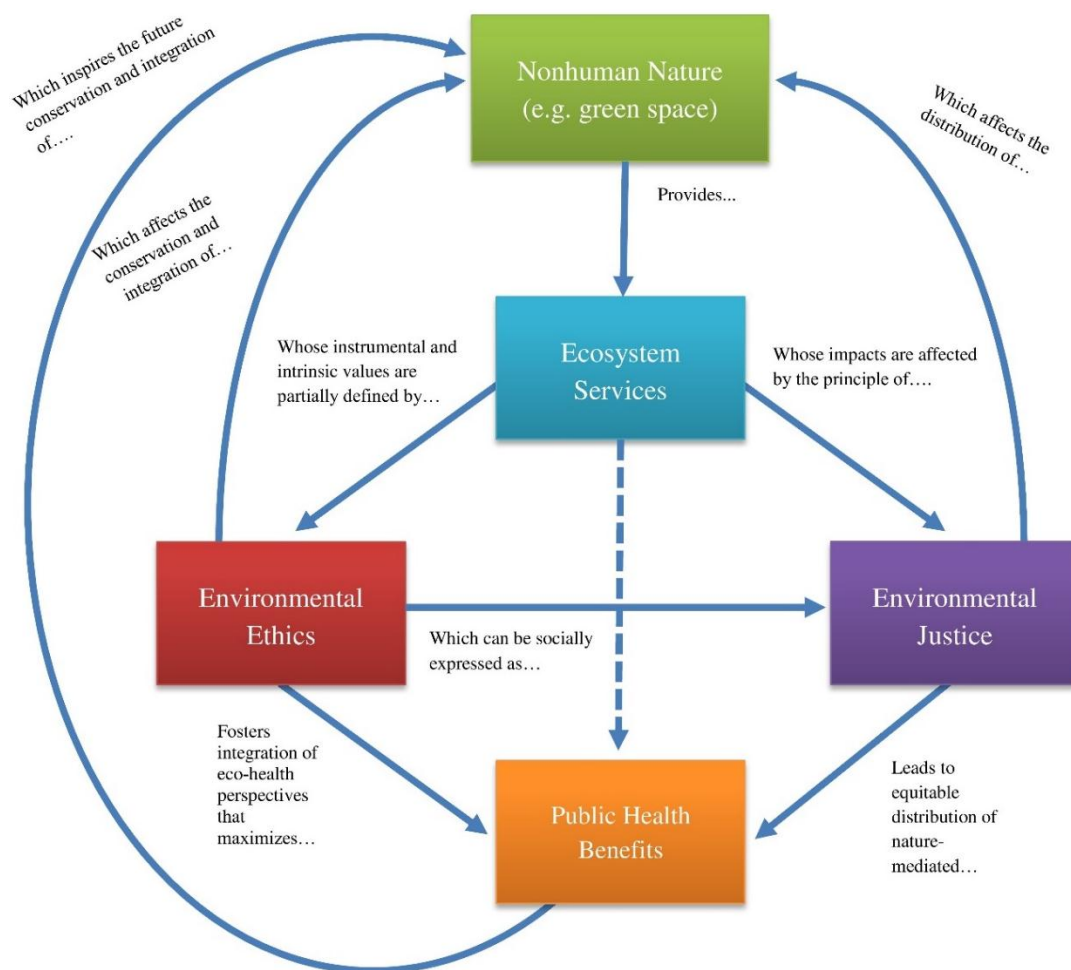 Which inspires the future
conservation and integration
of….
Nonhuman Nature
(e.g. green space)
Which affects the
distribution of…
Provides...
Which affects the
conservation and
integration of…
Ecosystem
Services
Whose instrumental and
intrinsic values are
partially defined by…
Whose impacts are affected
by the principle of….
Environmental
Ethics
Which can be socially
expressed as…
Environmental
Justice
Fosters
integration of
eco-health
perspectives
that
maximizes…
Public Health
Benefits
Leads to
equitable
distribution of
nature-
mediated…